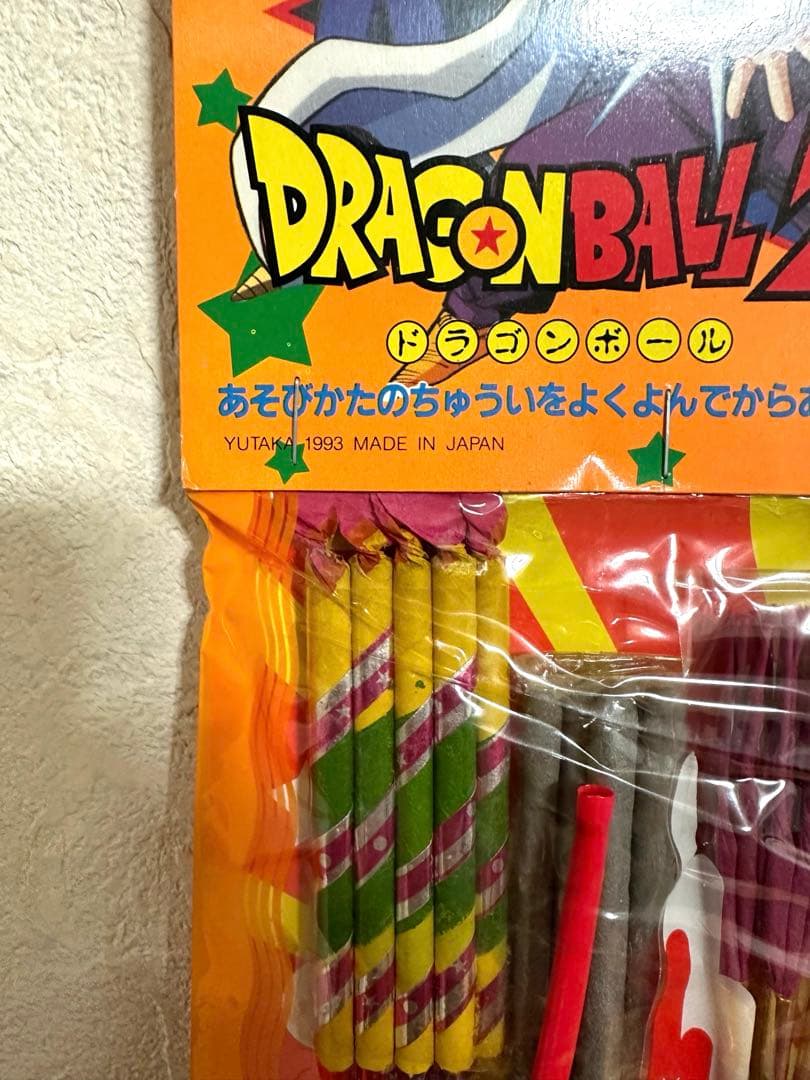 DRAGONBALL Z
ドラゴンボール
あそびかたのちゅういをよくよんでからあ
YUTAKA 1993 MADE IN JAPAN